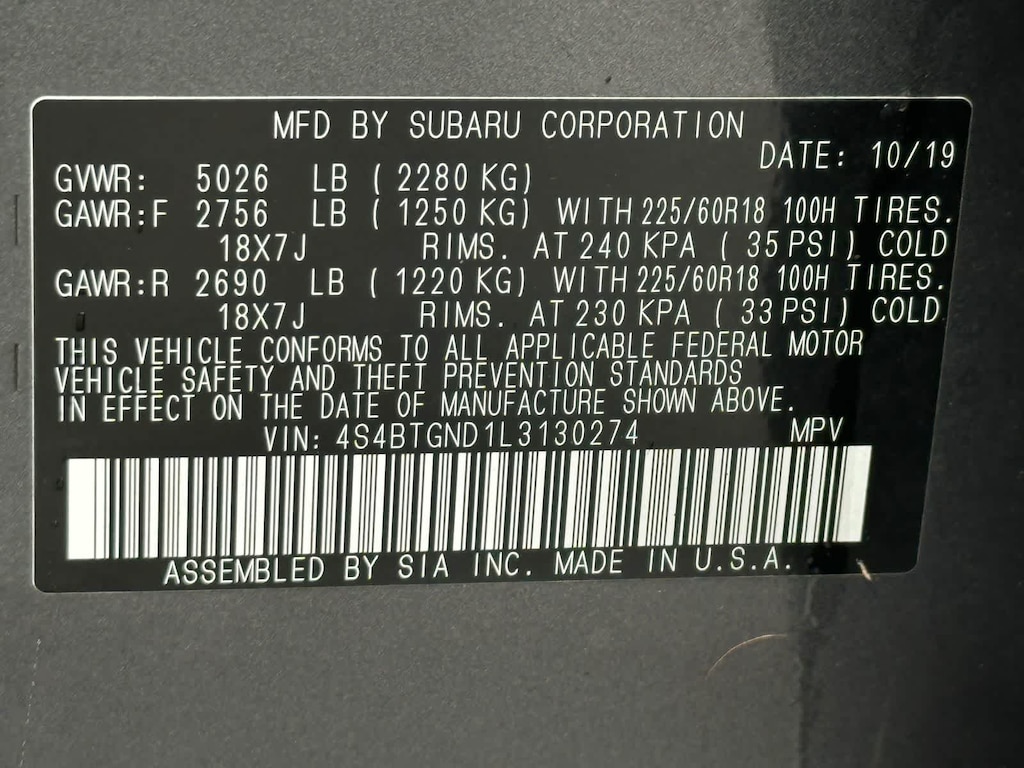 MFD BY SUBARU CORPORATION
DATE: 10/19
GVWR: 5026 LB ( 2280 KG)
GAWR:F 2756 LB ( 1250 KG) WITH 225/60R18 100H TIRES.
18X7J RIMS. AT 240 KPA ( 35 PSI) COLD
GAWR:R 2690 LB ( 1220 KG) WITH 225/60R18 100H TIRES.
18X7J RIMS. AT 230 KPA ( 33 PSI) COLD
THIS VEHICLE CONFORMS TO ALL APPLICABLE FEDERAL MOTOR
VEHICLE SAFETY AND THEFT PREVENTION STANDARDS
IN EFFECT ON THE DATE OF MANUFACTURE SHOWN ABOVE.
VIN: 4S4BTGND1L3130274 MPV
ASSEMBLED BY SIA INC. MADE IN U.S.A.